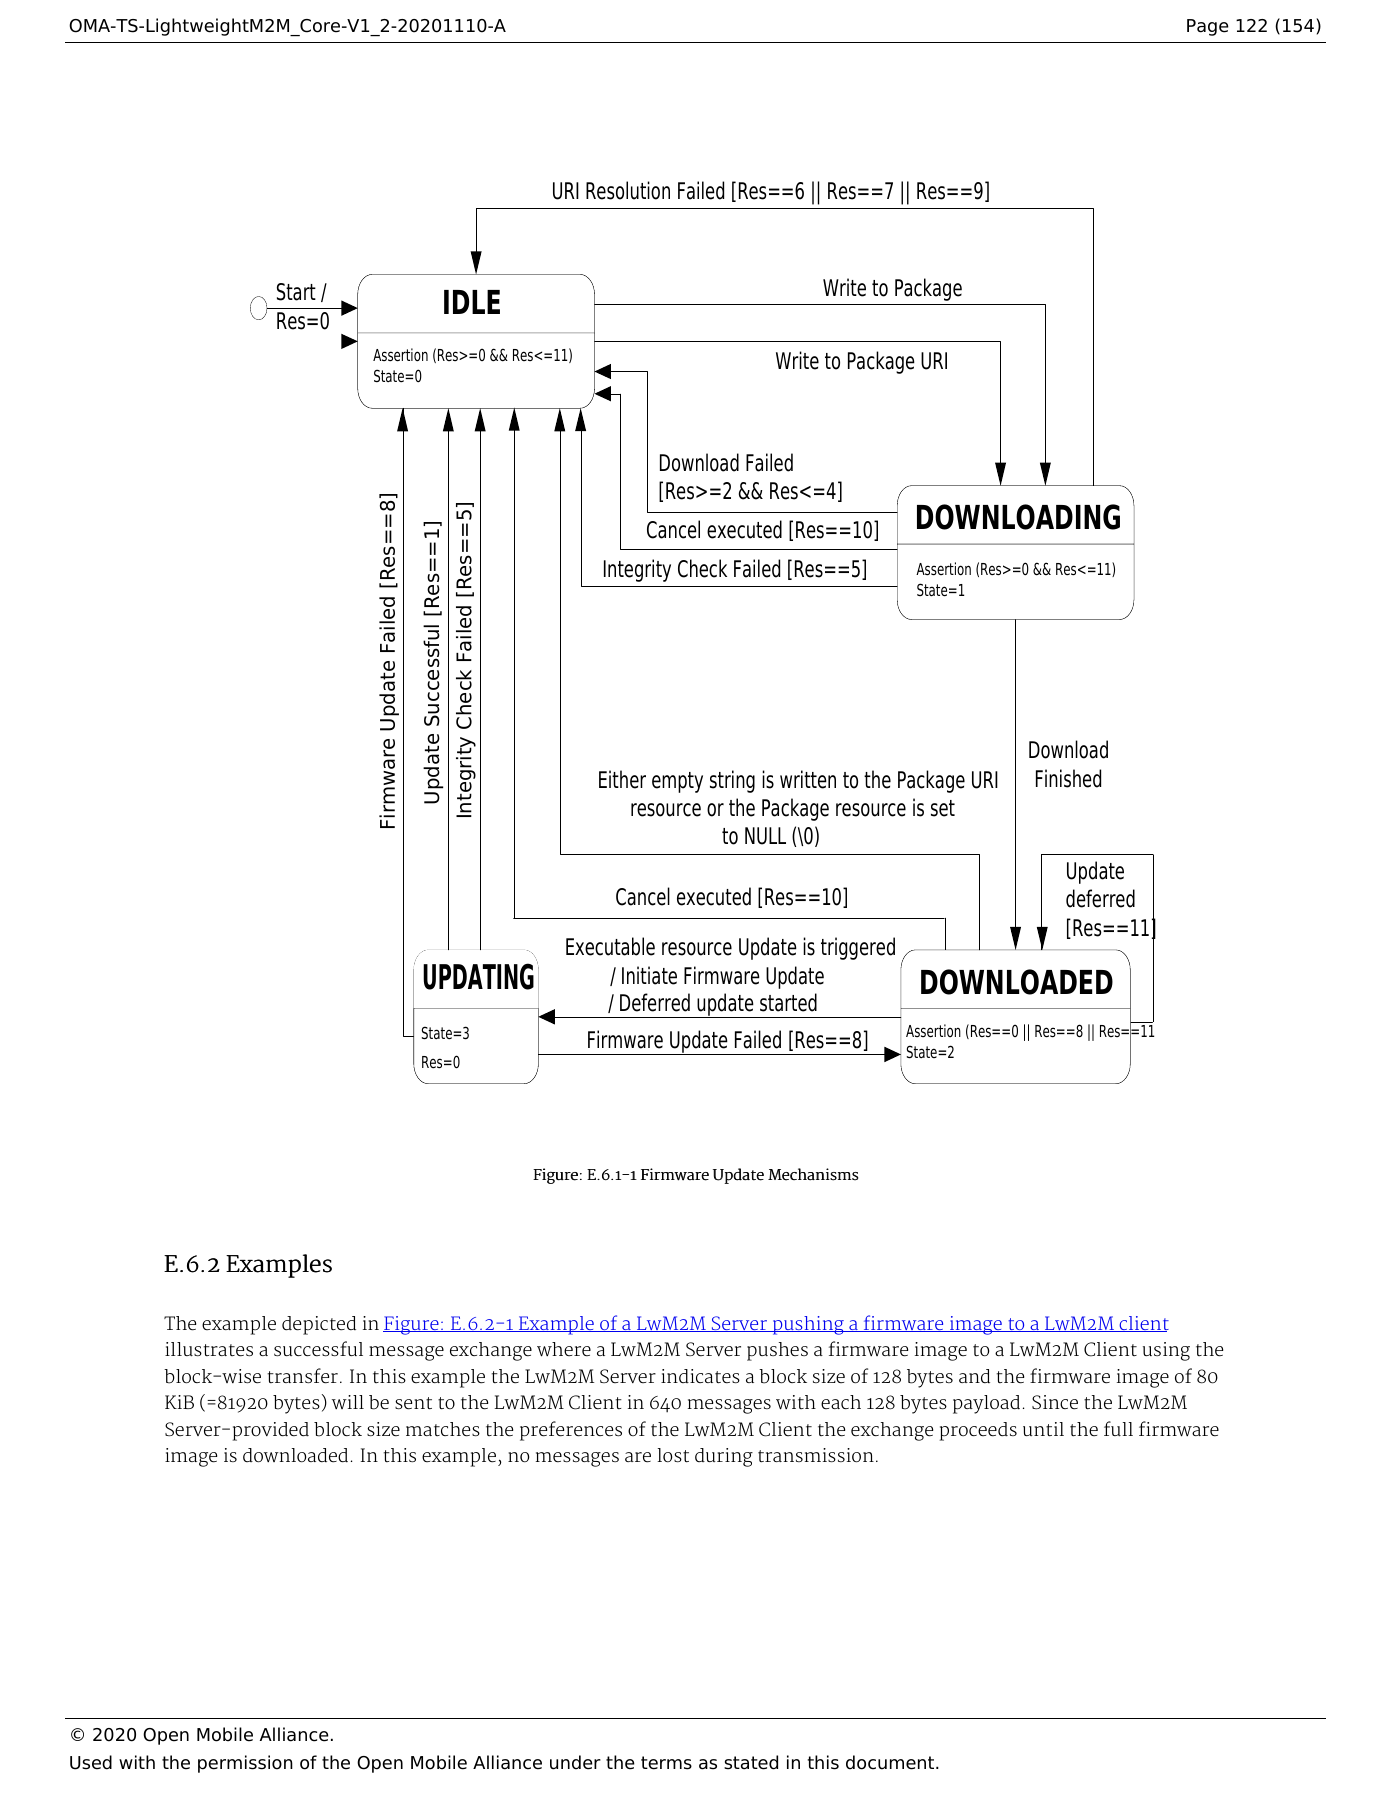 OMA-TS-LightweightM2M_Core-V1_2-20201110-A Page 122 (154)
URI Resolution Failed [Res==6 || Res==7 || Res==9]
Start /
Res=0
IDLE
Assertion (Res>=0 && Res<=11)
State=0
Write to Package
Write to Package URI
Download Failed
[Res>=2 && Res<=4]
Cancel executed [Res==10]
Integrity Check Failed [Res==5]
DOWNLOADING
Assertion (Res>=0 && Res<=11)
State=1
Firmware Update Failed [Res==8]
Update Successful [Res==1]
Integrity Check Failed [Res==5]
Download
Finished
Either empty string is written to the Package URI
resource or the Package resource is set
to NULL (\0)
Update
deferred
[Res==11]
Cancel executed [Res==10]
Executable resource Update is triggered
/ Initiate Firmware Update
/ Deferred update started
Firmware Update Failed [Res==8]
UPDATING
State=3
Res=0
DOWNLOADED
Assertion (Res==0 || Res==8 || Res==11
State=2
Figure: E.6.1-1 Firmware Update Mechanisms
E.6.2 Examples
The example depicted in Figure: E.6.2-1 Example of a LwM2M Server pushing a firmware image to a LwM2M client
illustrates a successful message exchange where a LwM2M Server pushes a firmware image to a LwM2M Client using the
block-wise transfer. In this example the LwM2M Server indicates a block size of 128 bytes and the firmware image of 80
KiB (=81920 bytes) will be sent to the LwM2M Client in 640 messages with each 128 bytes payload. Since the LwM2M
Server-provided block size matches the preferences of the LwM2M Client the exchange proceeds until the full firmware
image is downloaded. In this example, no messages are lost during transmission.
© 2020 Open Mobile Alliance.
Used with the permission of the Open Mobile Alliance under the terms as stated in this document.